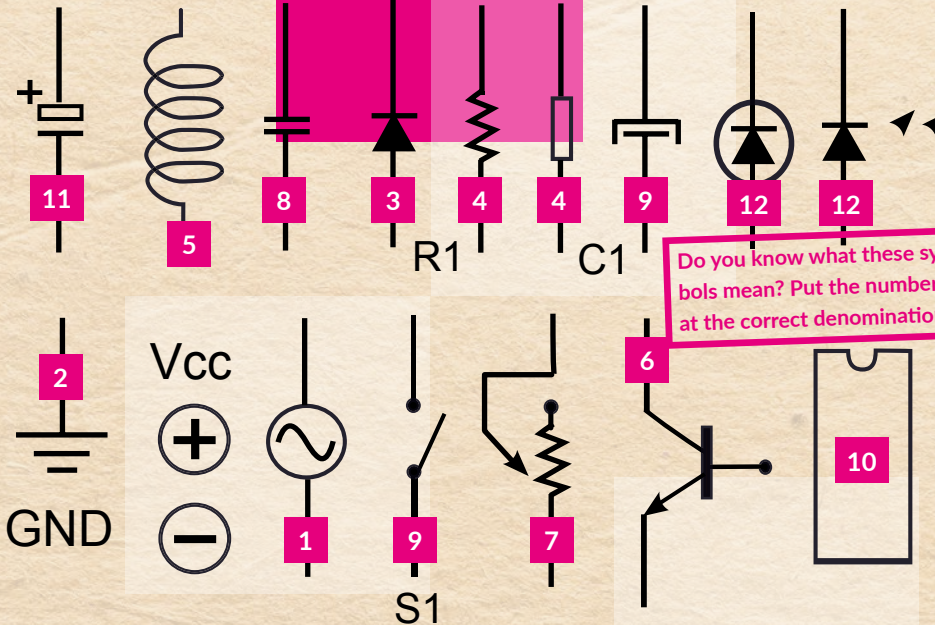 +
11
5
8
3
4
4
9
12
12
R1
C1
Do you know what these sy
bols mean? Put the number
at the correct denominatio
2
Vcc
6
+
−
10
GND
1
9
7
S1